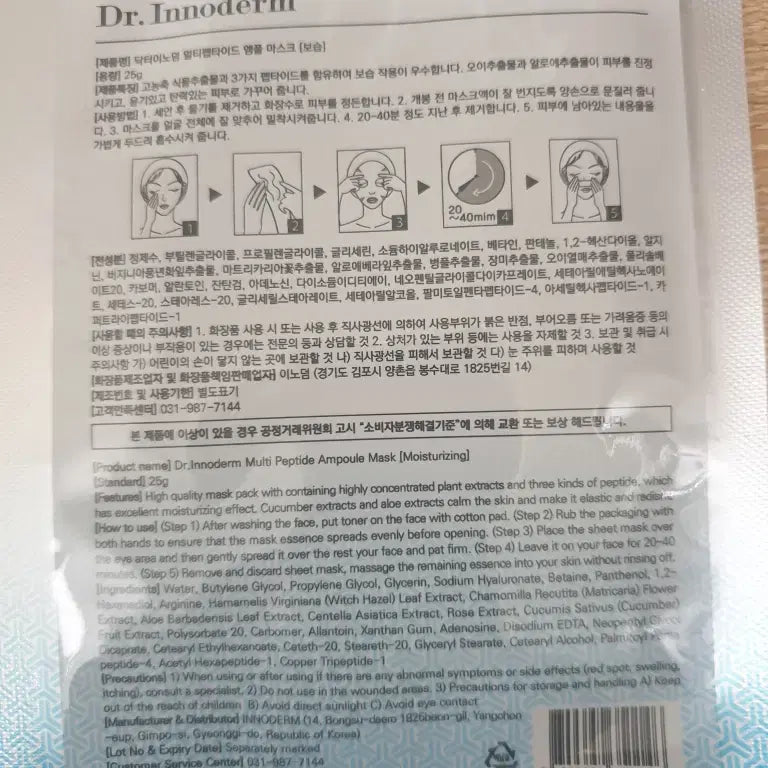 Dr. Innoderm
[제품명] 닥터이노덤 멀티펩타이드 앰플 마스크 [보습]
[용량] 25g
[제품특징] 고농축 식물추출물과 3가지 펩타이드를 함유하여 보습 작용이 우수합니다. 오이추출물과 알로에추출물이 피부를 진정
시키고, 윤기있고 탄력있는 피부로 가꾸어 줍니다.
[사용방법] 1. 세안 후 물기를 제거하고 화장수로 피부를 정돈합니다. 2. 개봉 전 마스크액이 잘 번지도록 양손으로 문질러 줍니
다. 3. 마스크를 얼굴 전체에 잘 맞추어 밀착시켜줍니다. 4. 20-40분 정도 지난 후 제거합니다. 5. 피부에 남아있는 내용물을
가볍게 두드려 흡수시켜 줍니다.
1
2
3
20
~40mim 4
5
[전성분] 정제수, 부틸렌글라이콜, 프로필렌글라이콜, 글리세린, 소듐하이알루로네이트, 베타인, 판테놀, 1,2-헥산다이올, 알지
닌, 버지니아풍년화잎추출물, 마트리카리아꽃추출물, 알로에베라잎추출물, 병풀추출물, 장미추출물, 오이열매추출물, 폴리솔베
이트20, 카보머, 알란토인, 잔탄검, 아데노신, 다이소듐이디티에이, 네오펜틸글라이콜다이카프레이트, 세테아릴에틸헥사노에이
트, 세테스-20, 스테아레스-20, 글리세릴스테아레이트, 세테아릴알코올, 팔미토일펜타펩타이드-4, 아세틸헥사펩타이드-1, 카
퍼트라이펩타이드-1
[사용할 때의 주의사항] 1. 화장품 사용 시 또는 사용 후 직사광선에 의하여 사용부위가 붉은 반점, 부어오름 또는 가려움증 등의
이상 증상이나 부작용이 있는 경우에는 전문의 등과 상담할 것 2. 상처가 있는 부위 등에는 사용을 자제할 것 3. 보관 및 취급 시
주의사항 가) 어린이의 손이 닿지 않는 곳에 보관할 것 나) 직사광선을 피해서 보관할 것 다) 눈 주위를 피하며 사용할 것
[화장품제조업자 및 화장품책임판매업자] 이노덤 (경기도 김포시 양촌읍 봉수대로 1825번길 14)
[제조번호 및 사용기한] 별도표기
[고객만족센터] 031-987-7144
본 제품에 이상이 있을 경우 공정거래위원회 고시 "소비자분쟁해결기준"에 의해 교환 또는 보상 해드립니다.
[Product name] Dr.Innoderm Multi Peptide Ampoule Mask [Moisturizing]
[Standard] 25g
[Features] High quality mask pack with containing highly concentrated plant extracts and three kinds of peptide, which
has excellent moisturizing effect. Cucumber extracts and aloe extracts calm the skin and make it elastic and radish
[How to use] (Step 1) After washing the face, put toner on the face with cotton pad. (Step 2) Rub the packaging with
both hands to ensure that the mask essence spreads evenly before opening. (Step 3) Place the sheet mask over
the eye area and then gently spread it over the rest your face and pat firm. (Step 4) Leave it on your face for 20-40
minutes. (Step 5) Remove and discard sheet mask, massage the remaining essence into your skin without rinsing off.
[Ingredients] Water, Butylene Glycol, Propylene Glycol, Glycerin, Sodium Hyaluronate, Betaine, Panthenol, 1,2-
Hexanediol, Arginine, Hamamelis Virginiana (Witch Hazel) Leaf Extract, Chamomilla Recutita (Matricaria) Flower
Extract, Aloe Barbadensis Leaf Extract, Centella Asiatica Extract, Rose Extract, Cucumis Sativus (Cucumber)
Fruit Extract, Polysorbate 20, Carbomer, Allantoin, Xanthan Gum, Adenosine, Disodium EDTA, Neopentyl Glycol
Dicaprate, Cetearyl Ethylhexanoate, Ceteth-20, Steareth-20, Glyceryl Stearate, Cetearyl Alcohol, Palmitoyl
peptide-4, Acetyl Hexapeptide-1, Copper Tripeptide-1
[Precautions] 1) When using or after using if there are any abnormal symptoms or side effects (red spot, swelling,
itching), consult a specialist. 2) Do not use in the wounded areas. 3) Precautions for storage and handling A) Keep
out of the reach of children B) Avoid direct sunlight C) Avoid eye contact
[Manufacturer & Distributor] INNODERM (14, Bongsu-daero 1825beon-gil, Yangchon
-eup, Gimpo-si, Gyeonggi-do, Republic of Korea)
[Lot No & Expiry Date] Separately marked
[Customer Service Center] 031-987-7144